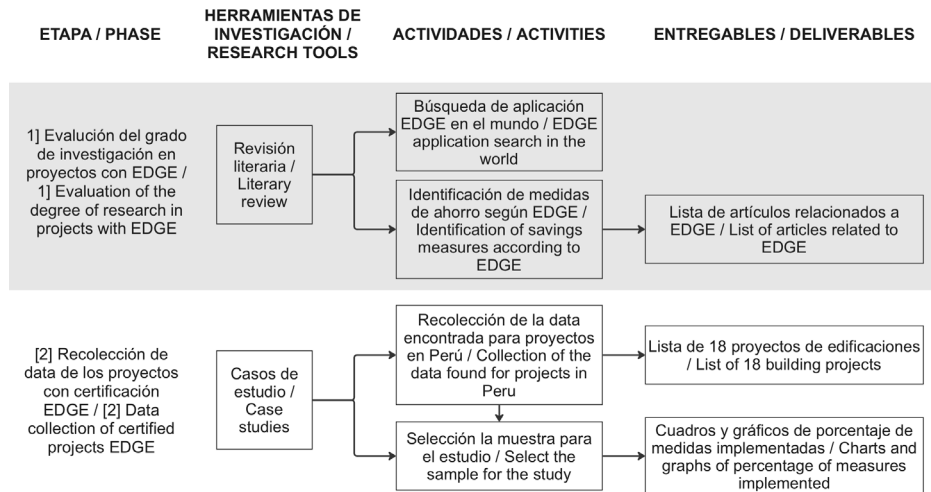 ETAPA / PHASE
HERRAMIENTAS DE
INVESTIGACIÓN /
RESEARCH TOOLS
ACTIVIDADES / ACTIVITIES
ENTREGABLES / DELIVERABLES
1] Evalución del grado
de investigación en
proyectos con EDGE /
1] Evaluation of the
degree of research in
projects with EDGE
Revisión
literaria /
Literary
review
Búsqueda de aplicación
EDGE en el mundo / EDGE
application search in the
world
Identificación de medidas
de ahorro según EDGE /
Identification of savings
measures according to
EDGE
Lista de artículos relacionados a
EDGE / List of articles related to
EDGE
[2] Recolección de
data de los proyectos
con certificación
EDGE / [2] Data
collection of certified
projects EDGE
Casos de
estudio /
Case
studies
Recolección de la data
encontrada para proyectos
en Perú / Collection of the
data found for projects in
Peru
Lista de 18 proyectos de edificaciones
/ List of 18 building projects
Selección la muestra para
el estudio / Select the
sample for the study
Cuadros y gráficos de porcentaje de
medidas implementadas / Charts and
graphs of percentage of measures
implemented